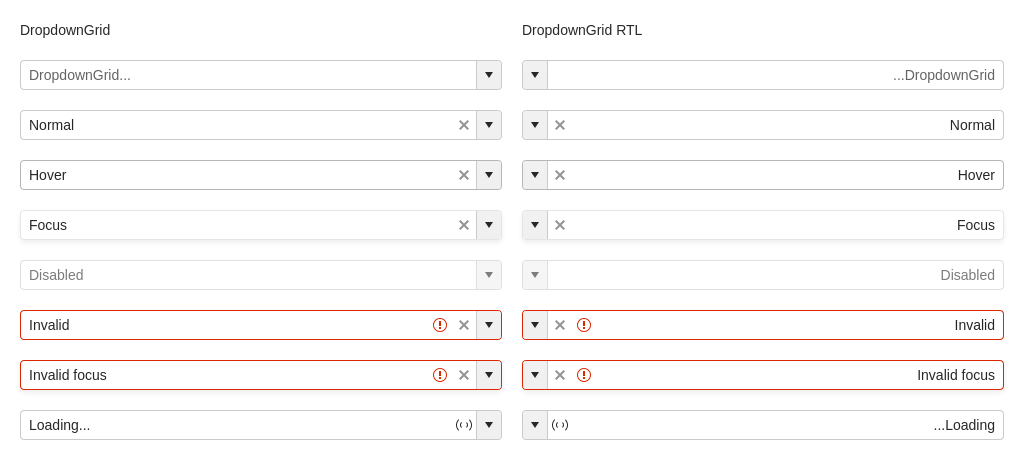 DropdownGrid
DropdownGrid RTL
DropdownGrid...
...DropdownGrid
Normal
Normal
Hover
Hover
Focus
Focus
Disabled
Disabled
Invalid
Invalid
Invalid focus
Invalid focus
Loading...
...Loading